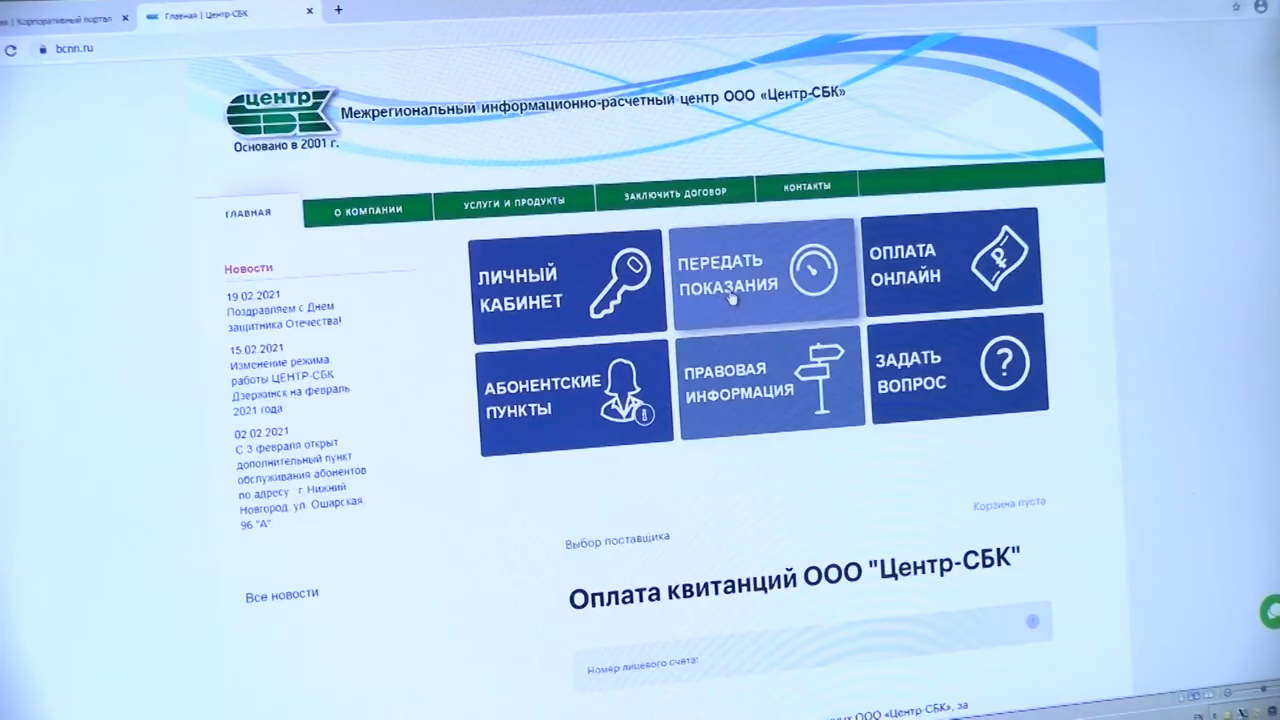 Корпоративный портал
Главная | Центр-СБК
bcnn.ru
центр
СБК
Основано в 2001 г.
Межрегиональный информационно-расчетный центр ООО «Центр-СБК»
ГЛАВНАЯ
О КОМПАНИИ
УСЛУГИ И ПРОДУКТЫ
ЗАКЛЮЧИТЬ ДОГОВОР
КОНТАКТЫ
Новости
19.02.2021
Поздравляем с Днем
защитника Отечества!
15.02.2021
Изменение режима
работы ЦЕНТР-СБК
Дзержинск на февраль
2021 года
02.02.2021
С 3 февраля открыт
дополнительный пункт
обслуживания абонентов
по адресу г. Нижний
Новгород, ул. Ошарская,
96 "А"
Все новости
ЛИЧНЫЙ
КАБИНЕТ
ПЕРЕДАТЬ
ПОКАЗАНИЯ
ОПЛАТА
ОНЛАЙН
АБОНЕНТСКИЕ
ПУНКТЫ
ПРАВОВАЯ
ИНФОРМАЦИЯ
ЗАДАТЬ
ВОПРОС
?
Корзина пуста
Выбор поставщика
Оплата квитанций ООО "Центр-СБК"
Номер лицевого счета:
ООО «Центр-СБК», за